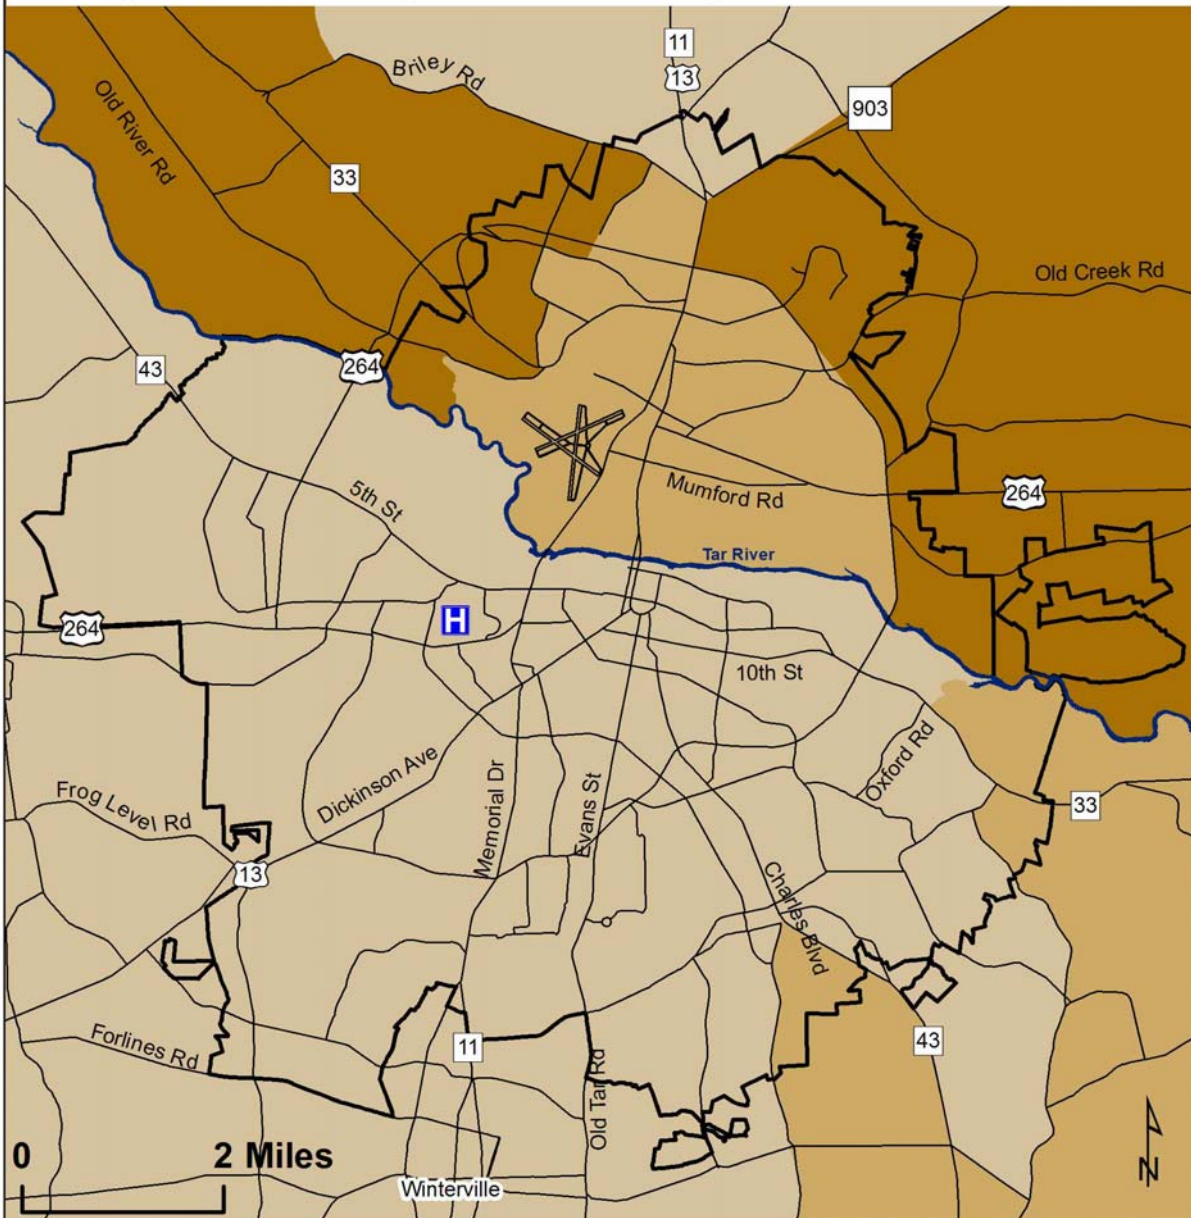 11
Briley Rd
13
903
Old River Rd
33
Old Creek Rd
43
264
5th St
Mumford Rd
264
Tar River
H
264
10th St
Oxford Rd
Dickinson Ave
Memorial Dr
Evans St
Frog Level Rd
33
13
Charles Blvd
Forlines Rd
11
43
Old Tar Rd
0 2 Miles
Winterville
N